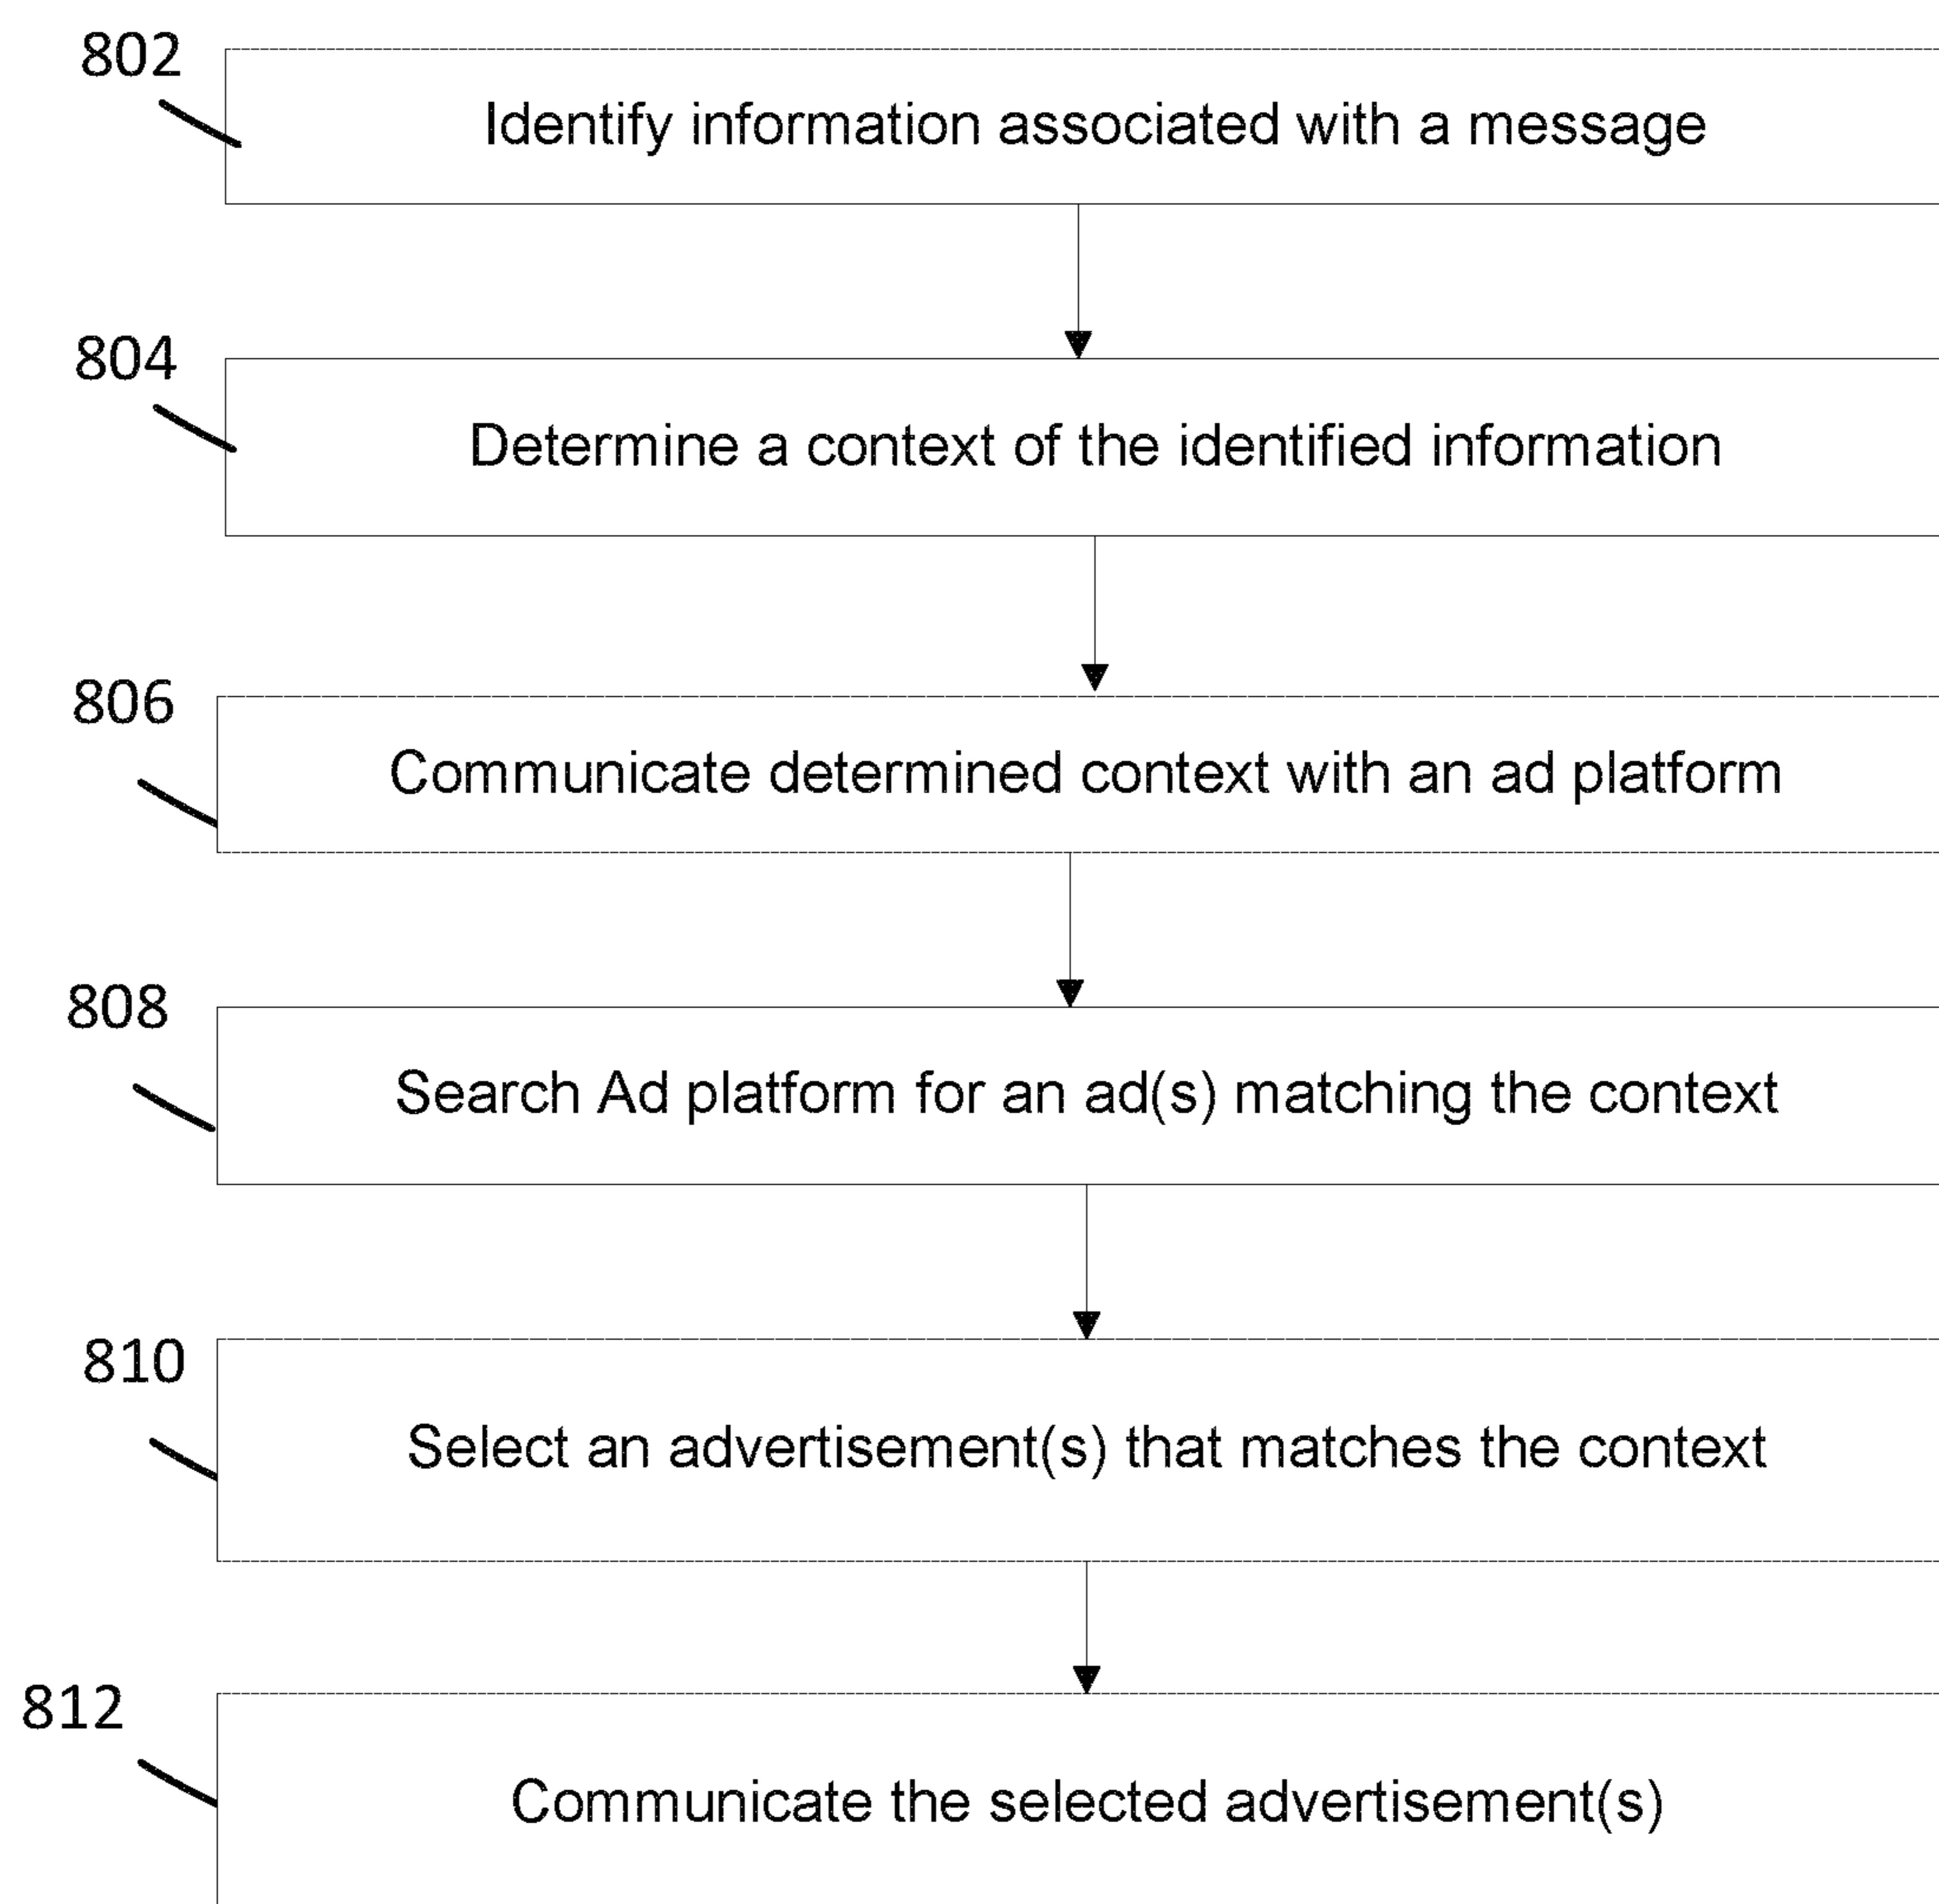 802
Identify information associated with a message
804
Determine a context of the identified information
806
Communicate determined context with an ad platform
808
Search Ad platform for an ad(s) matching the context
810
Select an advertisement(s) that matches the context
812
Communicate the selected advertisement(s)